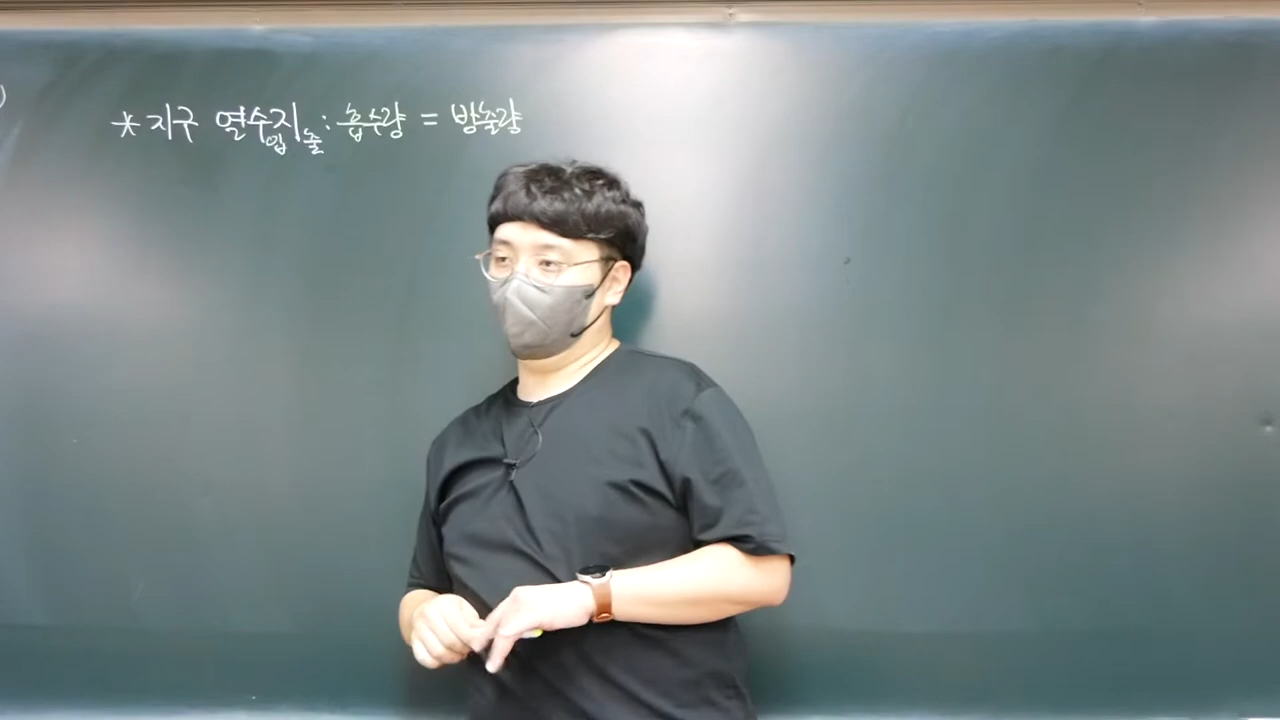 * 지구 열수지 : 흡수량 = 방출량
입 출